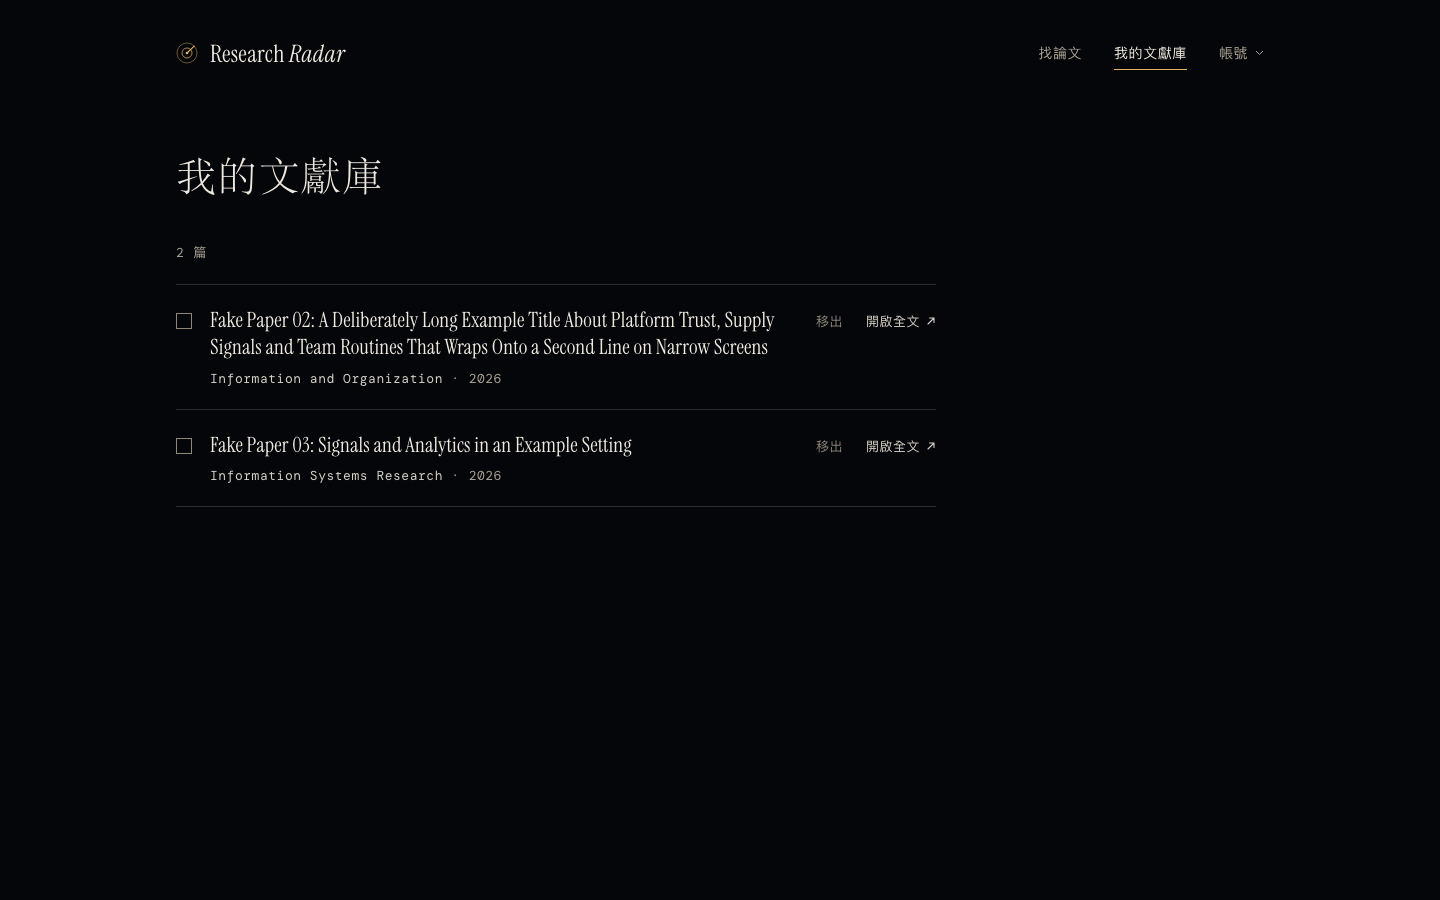 Research Radar
找論文
我的文獻庫
帳號
我的文獻庫
2 篇
Fake Paper 02: A Deliberately Long Example Title About Platform Trust, Supply
Signals and Team Routines That Wraps Onto a Second Line on Narrow Screens
移出
開啟全文 ↗
Information and Organization · 2026
Fake Paper 03: Signals and Analytics in an Example Setting
移出
開啟全文 ↗
Information Systems Research · 2026